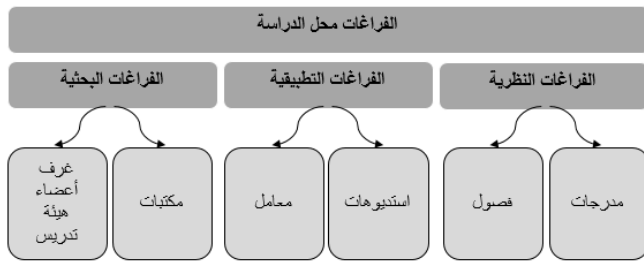 الفراغات محل الدراسة
الفراغات النظرية
الفراغات التطبيقية
الفراغات البحثية
مدرجات
فصول
استديوهات
معامل
مكتبات
غرف
أعضاء
هيئة
تدريس